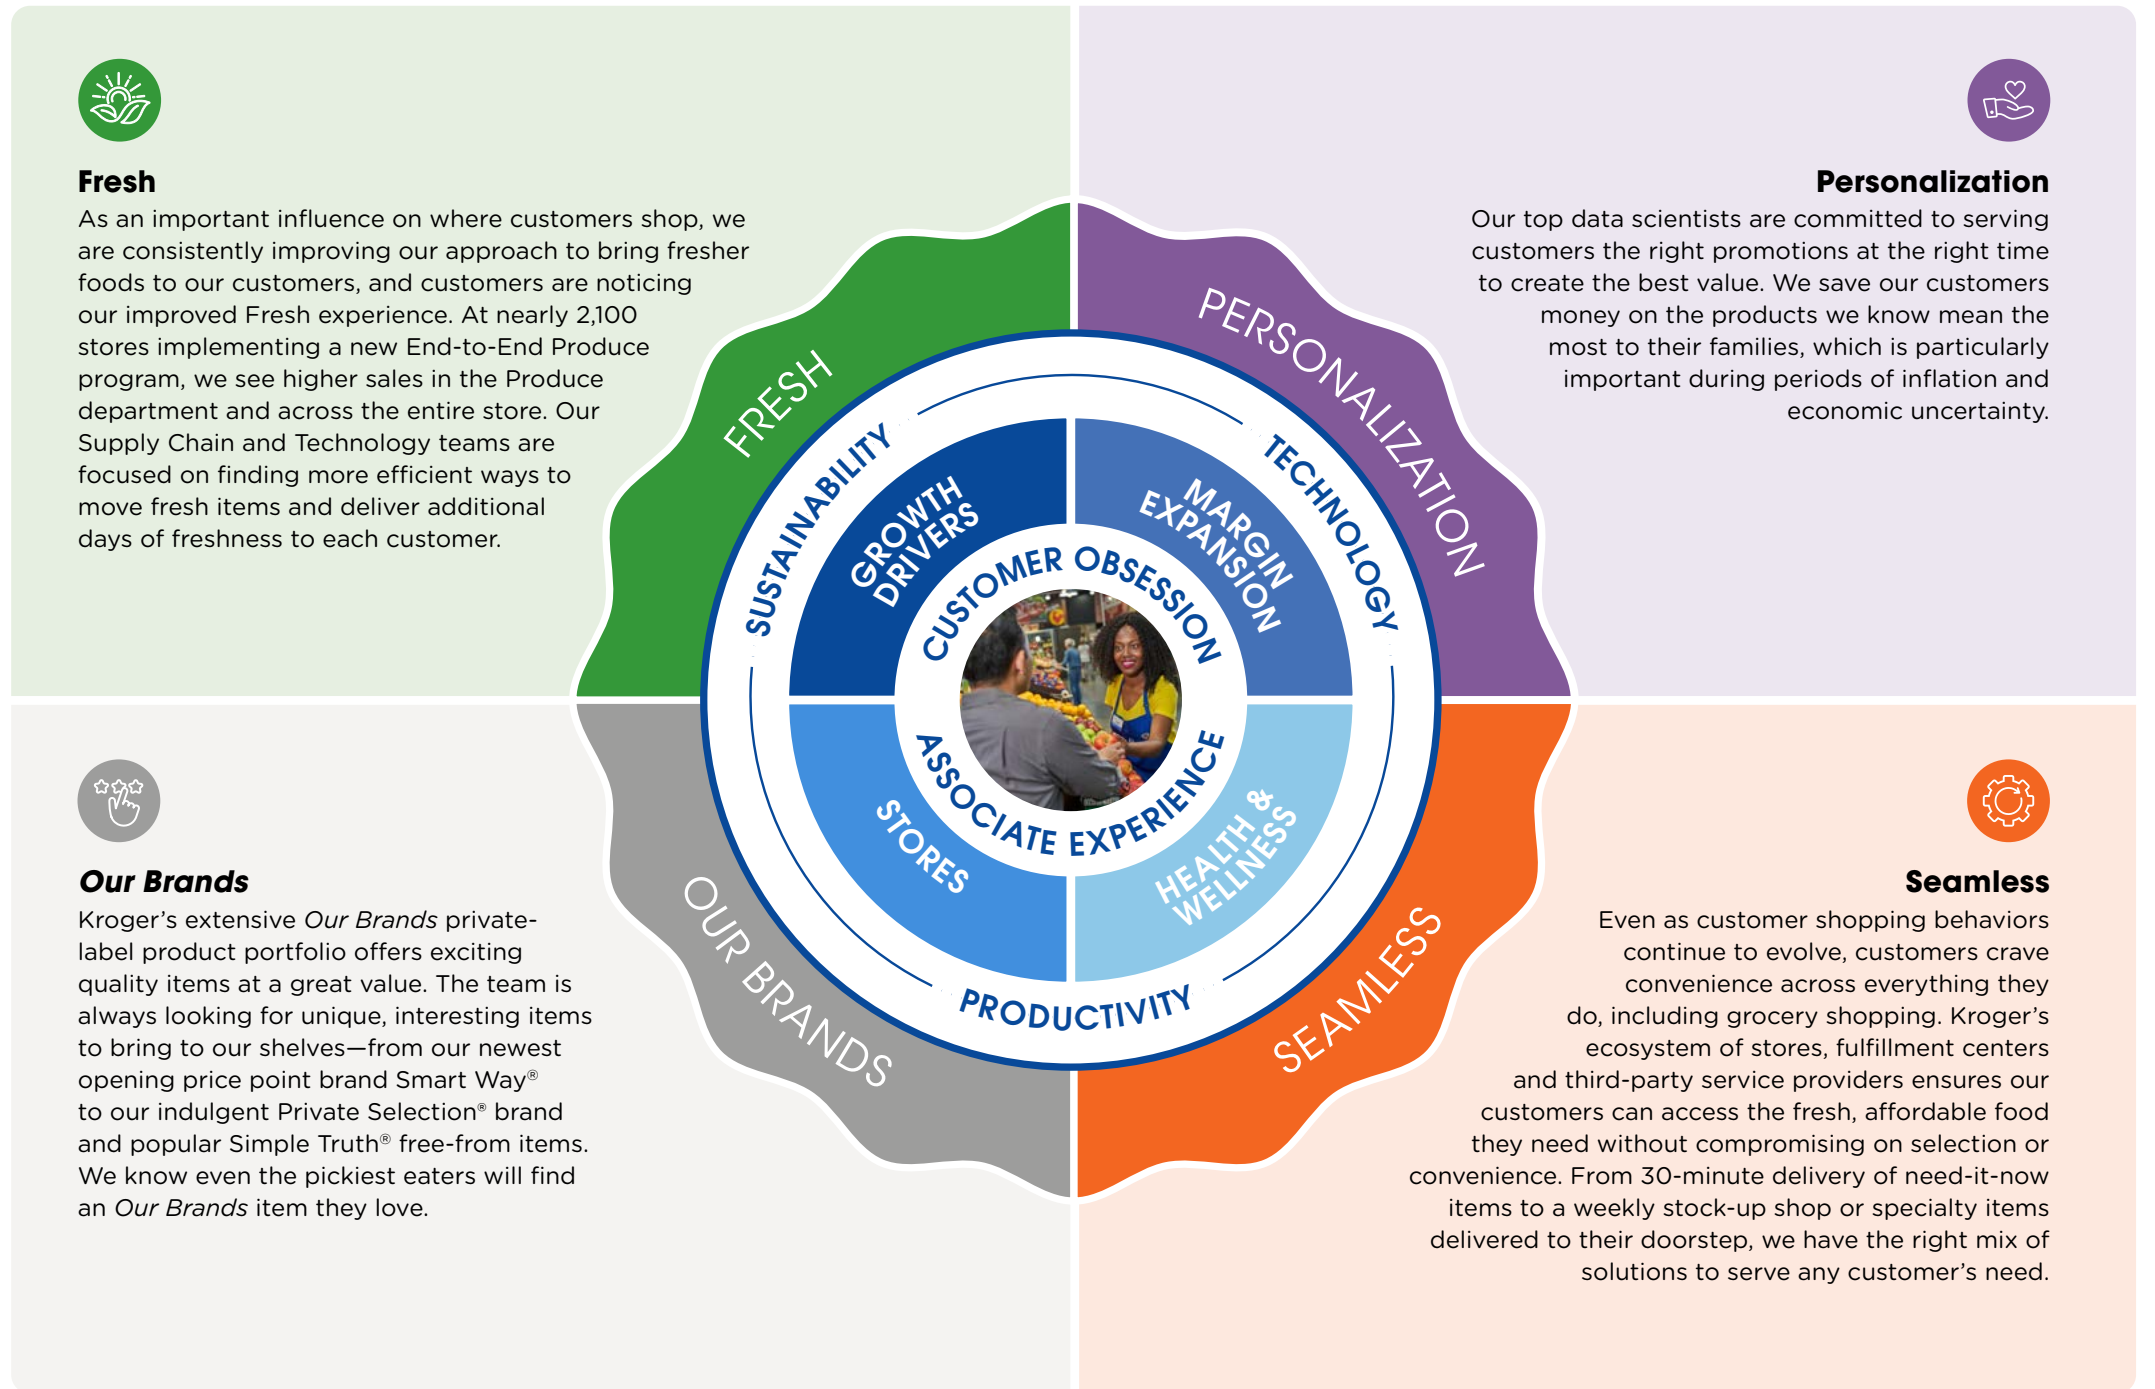 Fresh
As an important influence on where customers shop, we
are consistently improving our approach to bring fresher
foods to our customers, and customers are noticing
our improved Fresh experience. At nearly 2,100
stores implementing a new End-to-End Produce
program, we see higher sales in the Produce
department and across the entire store. Our
Supply Chain and Technology teams are
focused on finding more efficient ways to
move fresh items and deliver additional
days of freshness to each customer.
Personalization
Our top data scientists are committed to serving
customers the right promotions at the right time
to create the best value. We save our customers
money on the products we know mean the
most to their families, which is particularly
important during periods of inflation and
economic uncertainty.
FRESH
PERSONALIZATION
SUSTAINABILITY
TECHNOLOGY
GROWTH
DRIVERS
MARGIN
EXPANSION
CUSTOMER OBSESSION
ASSOCIATE EXPERIENCE
STORES
HEALTH &
WELLNESS
PRODUCTIVITY
OUR BRANDS
SEAMLESS
Our Brands
Kroger’s extensive Our Brands private-
label product portfolio offers exciting
quality items at a great value. The team is
always looking for unique, interesting items
to bring to our shelves—from our newest
opening price point brand Smart Way®
to our indulgent Private Selection® brand
and popular Simple Truth® free-from items.
We know even the pickiest eaters will find
an Our Brands item they love.
Seamless
Even as customer shopping behaviors
continue to evolve, customers crave
convenience across everything they
do, including grocery shopping. Kroger’s
ecosystem of stores, fulfillment centers
and third-party service providers ensures our
customers can access the fresh, affordable food
they need without compromising on selection or
convenience. From 30-minute delivery of need-it-now
items to a weekly stock-up shop or specialty items
delivered to their doorstep, we have the right mix of
solutions to serve any customer’s need.